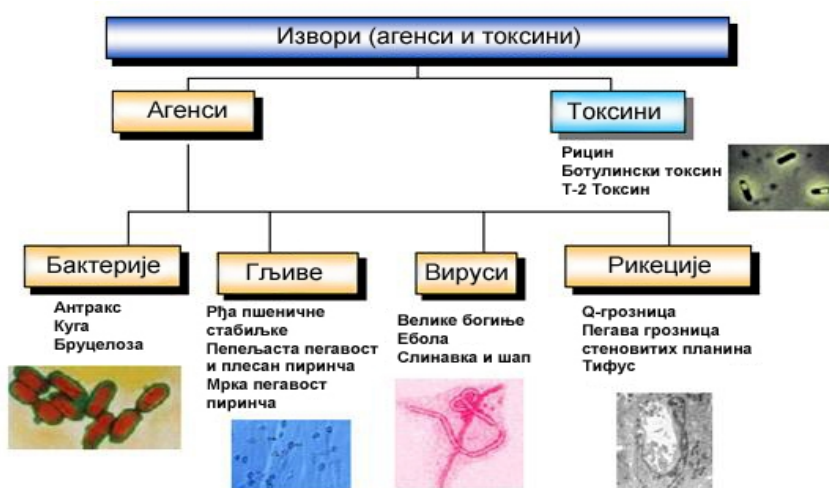 Извори (агенси и токсини)
Агенси
Токсини
Рицин
Ботулински токсин
Т-2 Токсин
Бактерије
Гљиве
Вируси
Рикеције
Антракс
Куга
Бруцелоза
Рђа пшеничне
стабиљке
Пепељаста пегавост
и плесан пиринча
Мрка пегавост
пиринча
Велике богиње
Ебола
Слинавка и шап
Q-грозница
Пегава грозница
стеновитих планина
Тифус